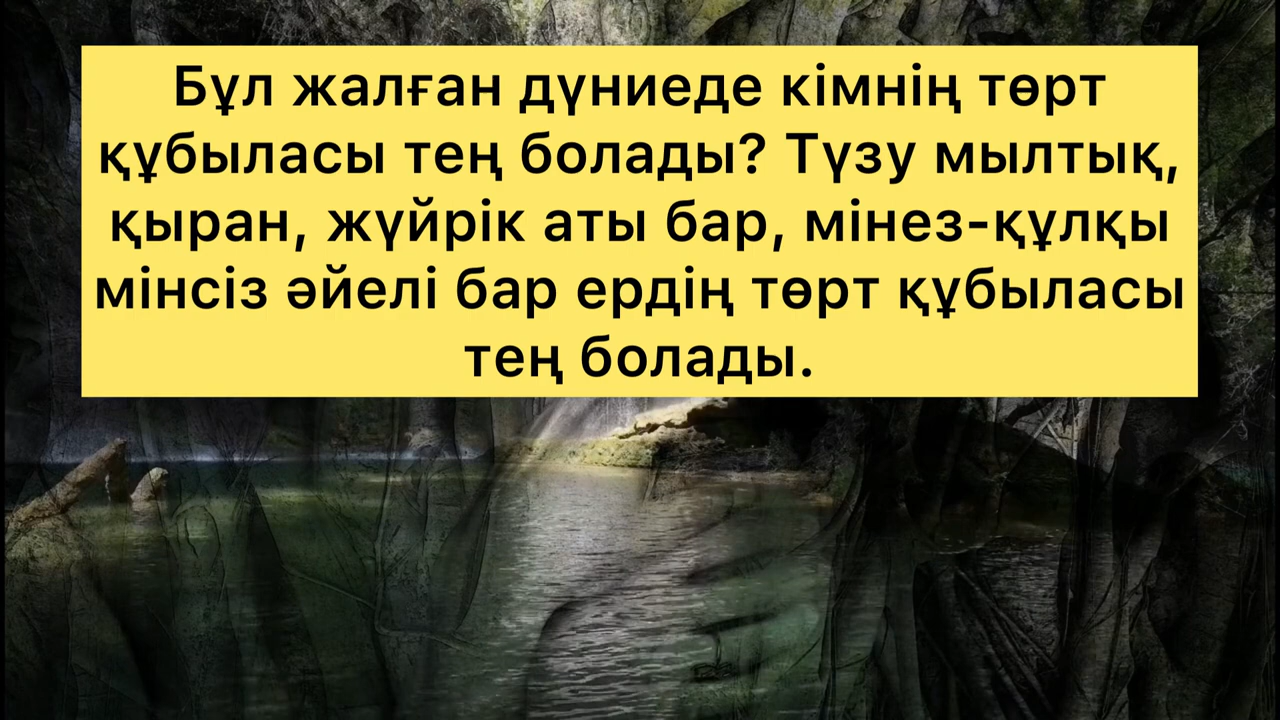 Бұл жалған дүниеде кімнің төрт
құбыласы тең болады? Түзу мылтық,
қыран, жүйрік аты бар, мінез-құлқы
мінсіз әйелі бар ердің төрт құбыласы
тең болады.